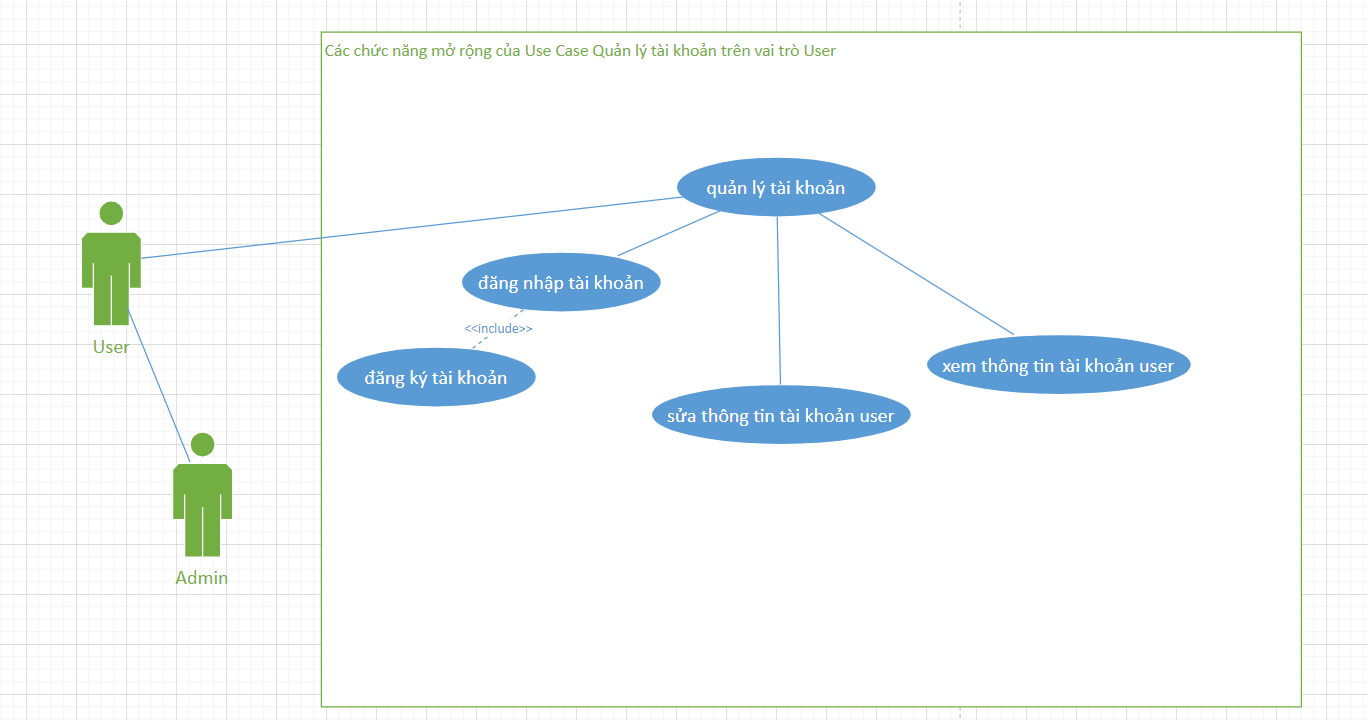 Các chức năng mở rộng của Use Case Quản lý tài khoản trên vai trò User
quản lý tài khoản
đăng nhập tài khoản
<<include>>
User
xem thông tin tài khoản user
đăng ký tài khoản
sửa thông tin tài khoản user
Admin